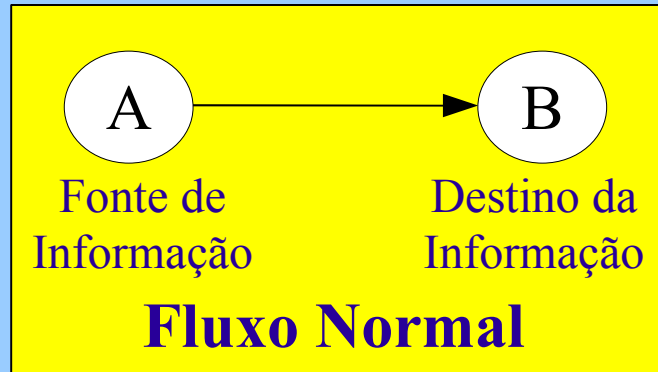 A B
Fonte de Destino da
Informação Informação
Fluxo Normal